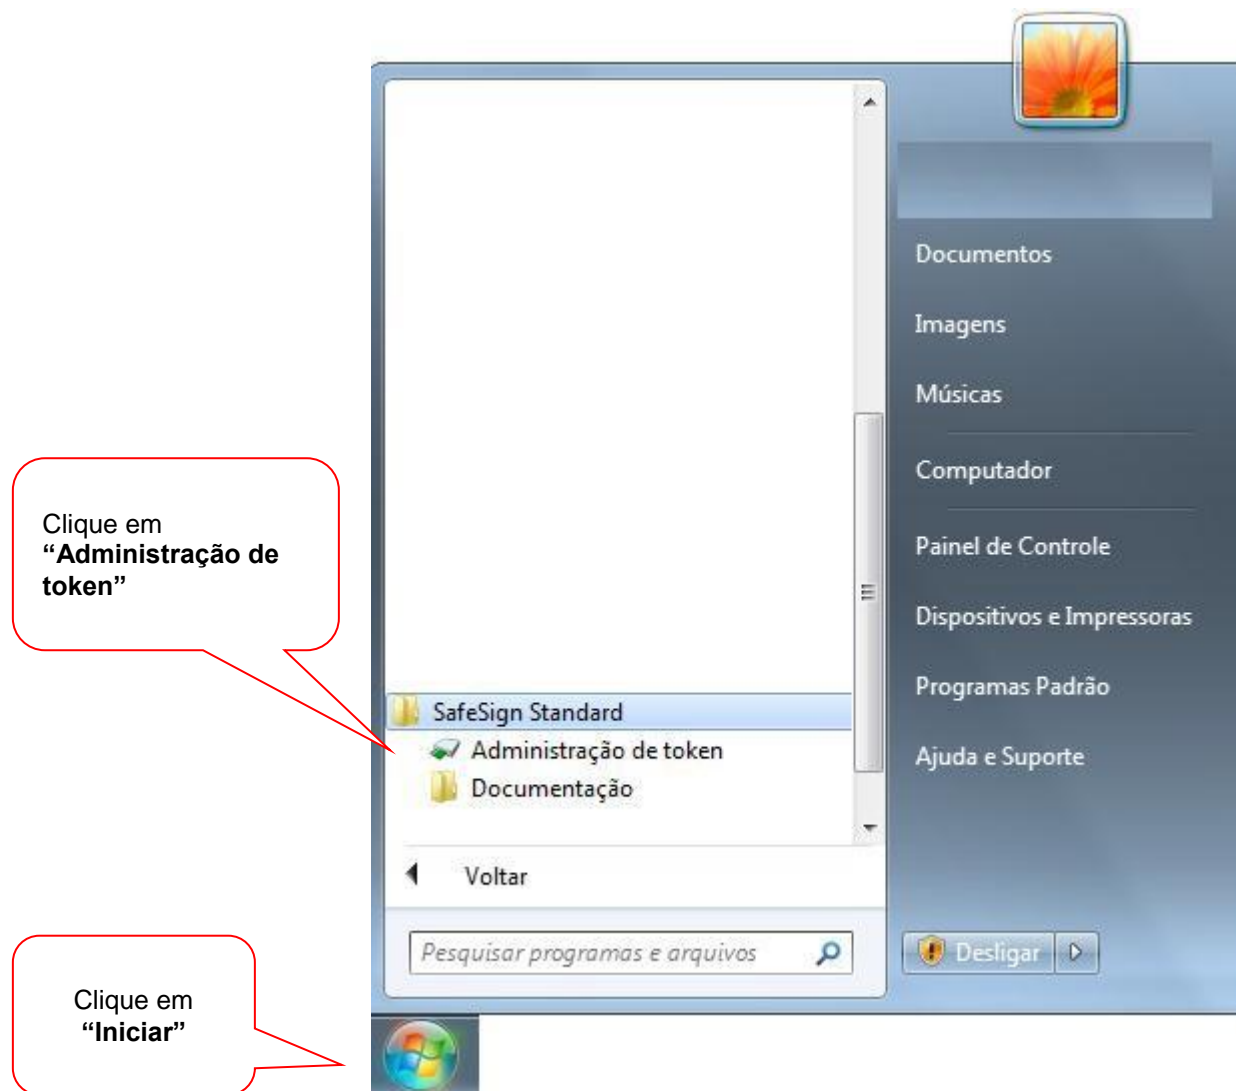 Documentos
Imagens
Músicas
Computador
Clique em
“Administração de
token”
Painel de Controle
Dispositivos e Impressoras
Programas Padrão
SafeSign Standard
Administração de token
Ajuda e Suporte
Documentação
Voltar
Pesquisar programas e arquivos
Desligar
Clique em
“Iniciar”